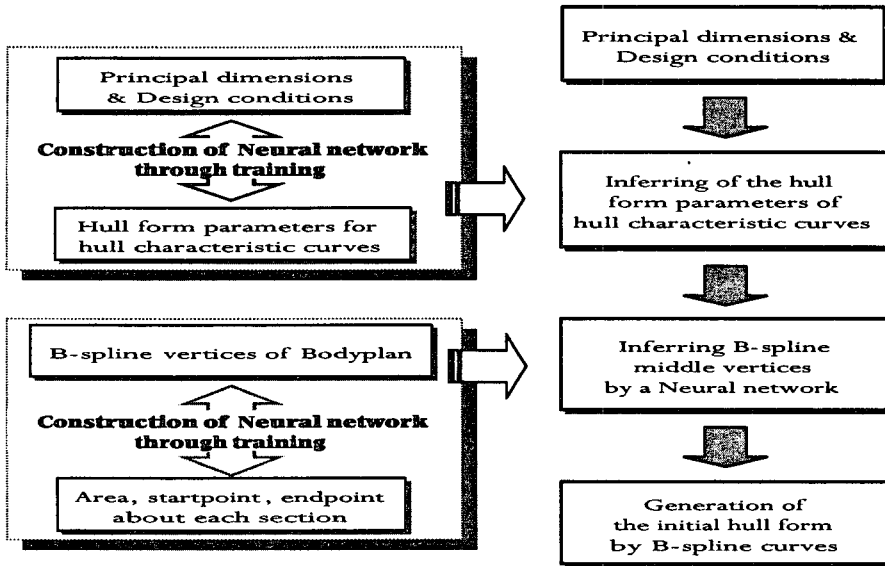 Principal dimensions
& Design conditions
Construction of Neural network
through training
Hull form parameters for
hull characteristic curves
B-spline vertices of Bodyplan
Construction of Neural network
through training
Area, startpoint, endpoint
about each section
Principal dimensions &
Design conditions
Inferring of the hull
form parameters of
hull characteristic curves
Inferring B-spline
middle vertices
by a Neural network
Generation of
the initial hull form
by B-spline curves